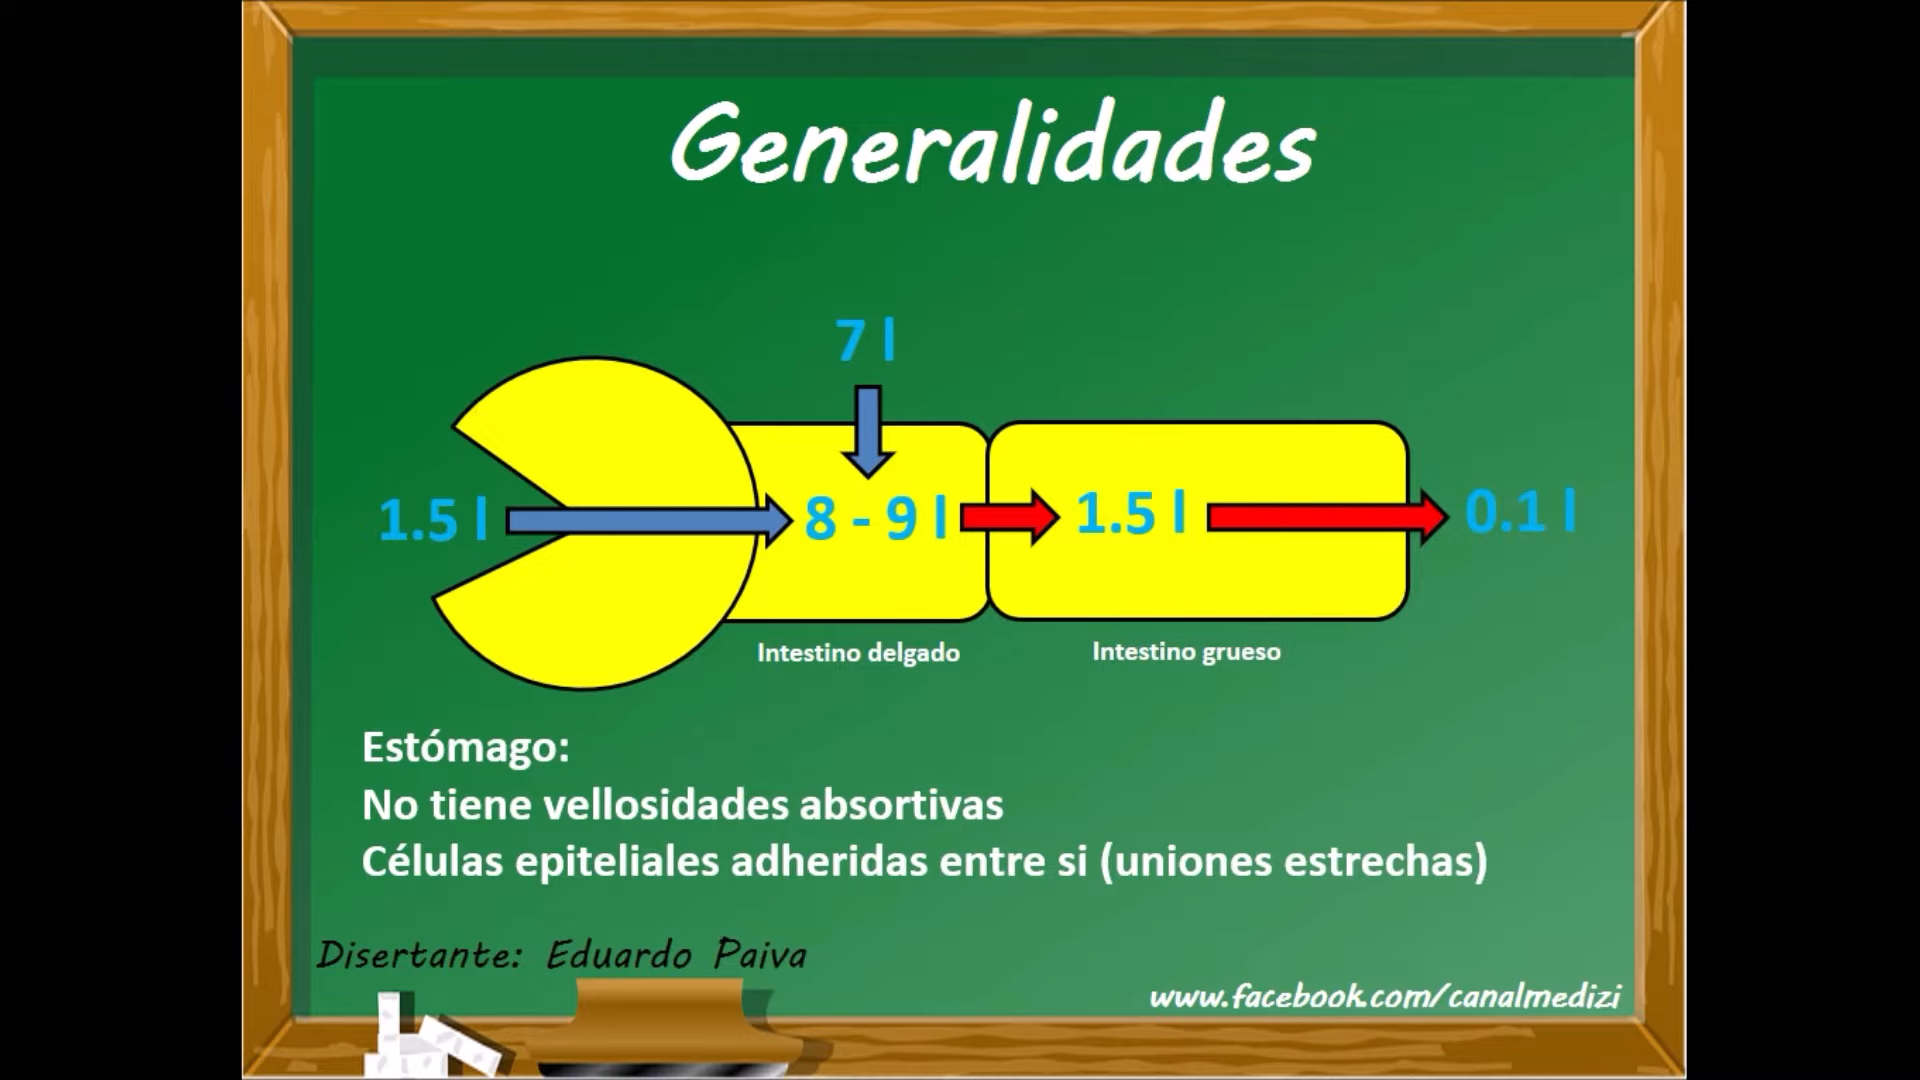 Generalidades
7 l
1.5 l
8 - 9 l
1.5 l
0.1 l
Intestino delgado
Intestino grueso
Estómago:
No tiene vellosidades absortivas
Células epiteliales adheridas entre si (uniones estrechas)
Disertante: Eduardo Paiva
www.facebook.com/canalmedizi